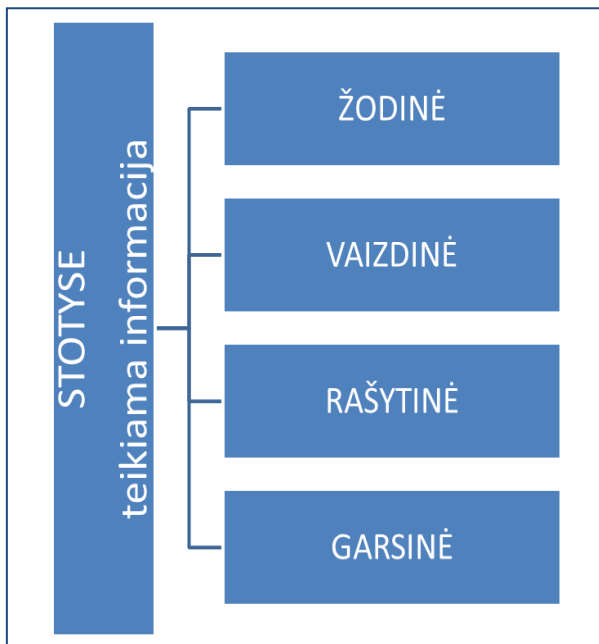 STOTYSE
teikiama informacija
ŽODINĖ
VAIZDINĖ
RAŠYTINĖ
GARSINĖ